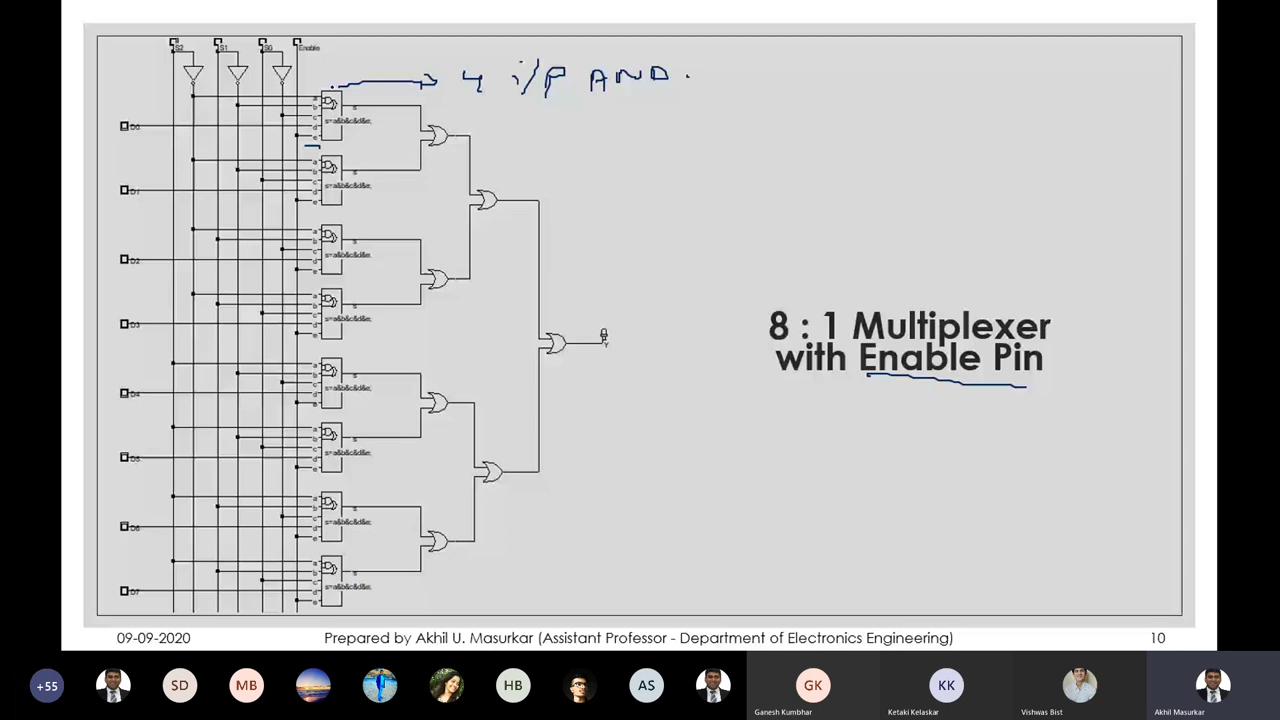 S2 S1 S0 Enable
4 i/p AND.
a
b s
c
D0 s=a&b&c&d&e;
d
e
a
b s
c
D1 s=a&b&c&d&e;
d
e
a
b s
c
D2 s=a&b&c&d&e;
d
e
a
b s
c
D3 s=a&b&c&d&e;
d
e
Y
8 : 1 Multiplexer
with Enable Pin
a
b s
c
D4 s=a&b&c&d&e;
d
e
a
b s
c
D5 s=a&b&c&d&e;
d
e
a
b s
c
D6 s=a&b&c&d&e;
d
e
a
b s
c
D7 s=a&b&c&d&e;
d
e
09-09-2020 Prepared by Akhil U. Masurkar (Assistant Professor - Department of Electronics Engineering) 10
+55 SD MB HB AS GK KK
Ganesh Kumbhar Ketaki Kelaskar Vishwas Bist Akhil Masurkar